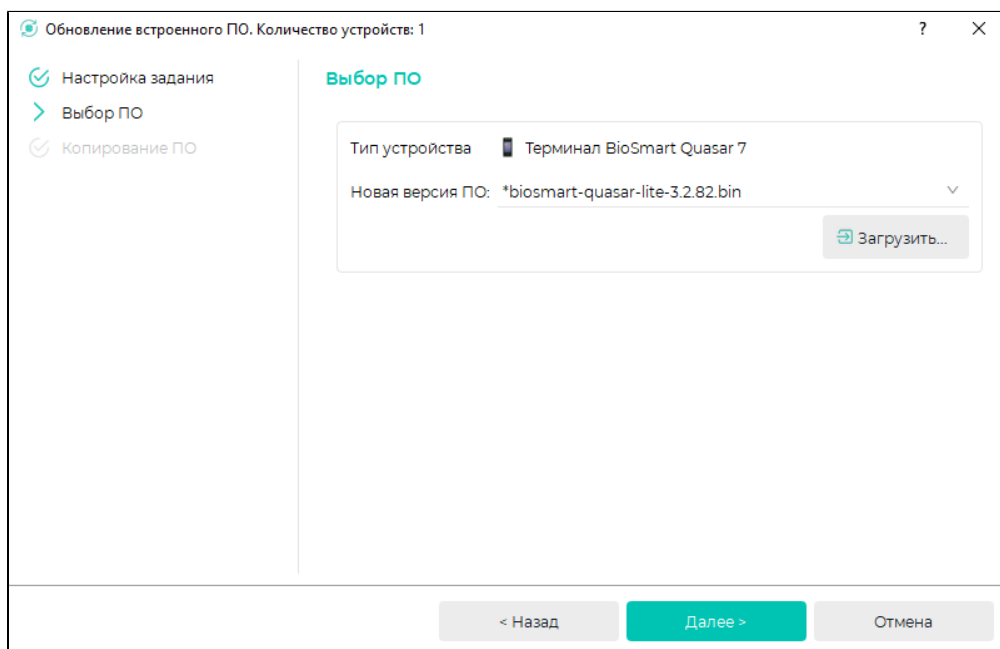 Обновление встроенного ПО. Количество устройств: 1
?
Настройка задания
Выбор ПО
Копирование ПО
Выбор ПО
Тип устройства Терминал BioSmart Quasar 7
Новая версия ПО: *biosmart-quasar-lite-3.2.82.bin
Загрузить...
< Назад Далее > Отмена